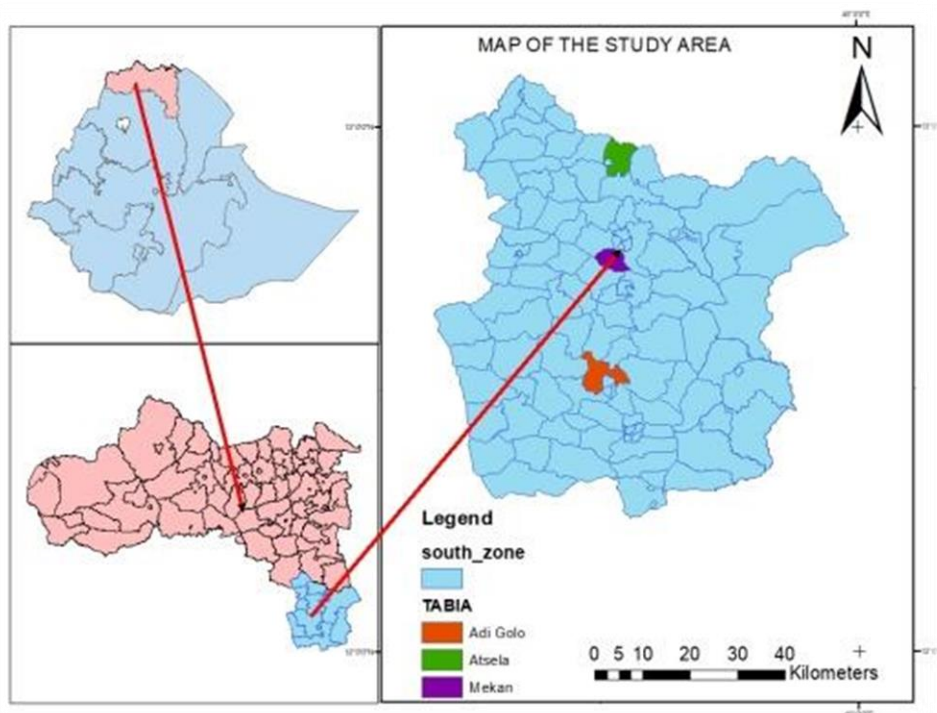 MAP OF THE STUDY AREA
N
Legend
south_zone
TABIA
Adi Golo
Atsela
Mekan
0 5 10 20 30 40
Kilometers